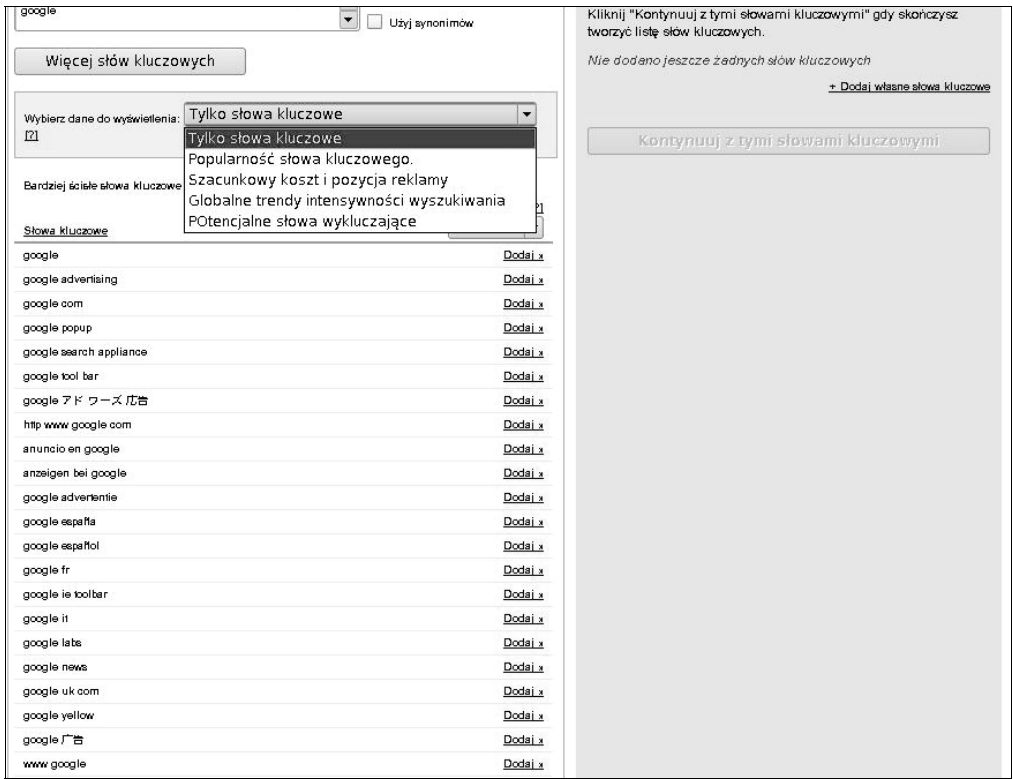 google
Użyj synonimów
Więcej słów kluczowych
Wybierz dane do wyświetlenia:
[?]
Tylko słowa kluczowe
Tylko słowa kluczowe
Popularność słowa kluczowego.
Szacunkowy koszt i pozycja reklamy
Globalne trendy intensywności wyszukiwania
POtencjalne słowa wykluczające
Bardziej ścisłe słowa kluczowe
?]
Słowa kluczowe
google Dodaj »
google advertising Dodaj »
google com Dodaj »
google popup Dodaj »
google search appliance Dodaj »
google tool bar Dodaj »
google アド ワーズ 広告 Dodaj »
http www google com Dodaj »
anuncio en google Dodaj »
anzeigen bei google Dodaj »
google advertentie Dodaj »
google españa Dodaj »
google español Dodaj »
google fr Dodaj »
google ie toolbar Dodaj »
google it Dodaj »
google labs Dodaj »
google news Dodaj »
google uk com Dodaj »
google yellow Dodaj »
google 广告 Dodaj »
www google Dodaj »
Kliknij "Kontynuuj z tymi słowami kluczowymi" gdy skończysz
tworzyć listę słów kluczowych.
Nie dodano jeszcze żadnych słów kluczowych
+ Dodaj własne słowa kluczowe
Kontynuuj z tymi słowami kluczowymi